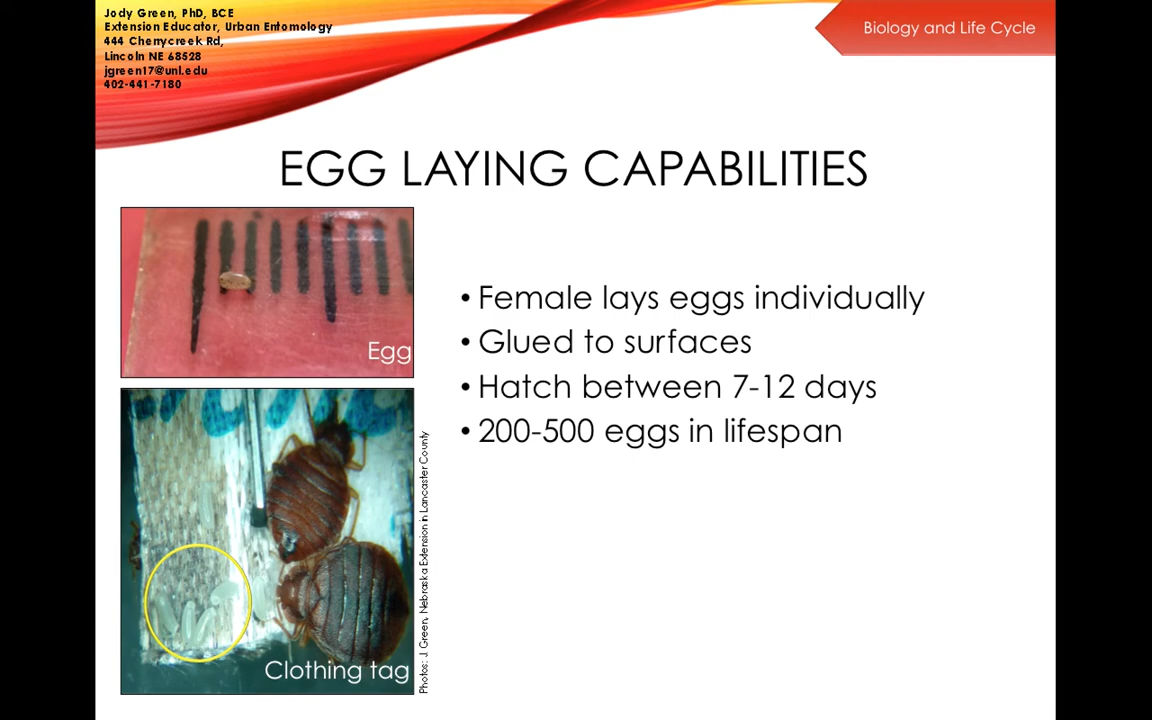 Jody Green, PhD, BCE
Extension Educator, Urban Entomology
444 Cherrycreek Rd,
Lincoln NE 68528
jgreen17@unl.edu
402-441-7180
Biology and Life Cycle
EGG LAYING CAPABILITIES
Egg
• Female lays eggs individually
• Glued to surfaces
• Hatch between 7-12 days
• 200-500 eggs in lifespan
Clothing tag
Photos: J. Green, Nebraska Extension in Lancaster County